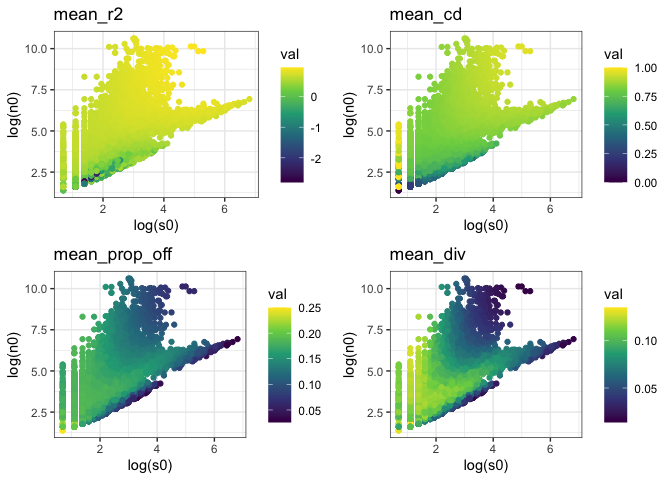 mean_r2
10.0
7.5
5.0
2.5
log(n0)
2
4
6
log(s0)
val
0
-1
-2
mean_cd
10.0
7.5
5.0
2.5
log(n0)
2
4
6
log(s0)
val
1.00
0.75
0.50
0.25
0.00
mean_prop_off
10.0
7.5
5.0
2.5
log(n0)
2
4
6
log(s0)
val
0.25
0.20
0.15
0.10
0.05
mean_div
10.0
7.5
5.0
2.5
log(n0)
2
4
6
log(s0)
val
0.10
0.05